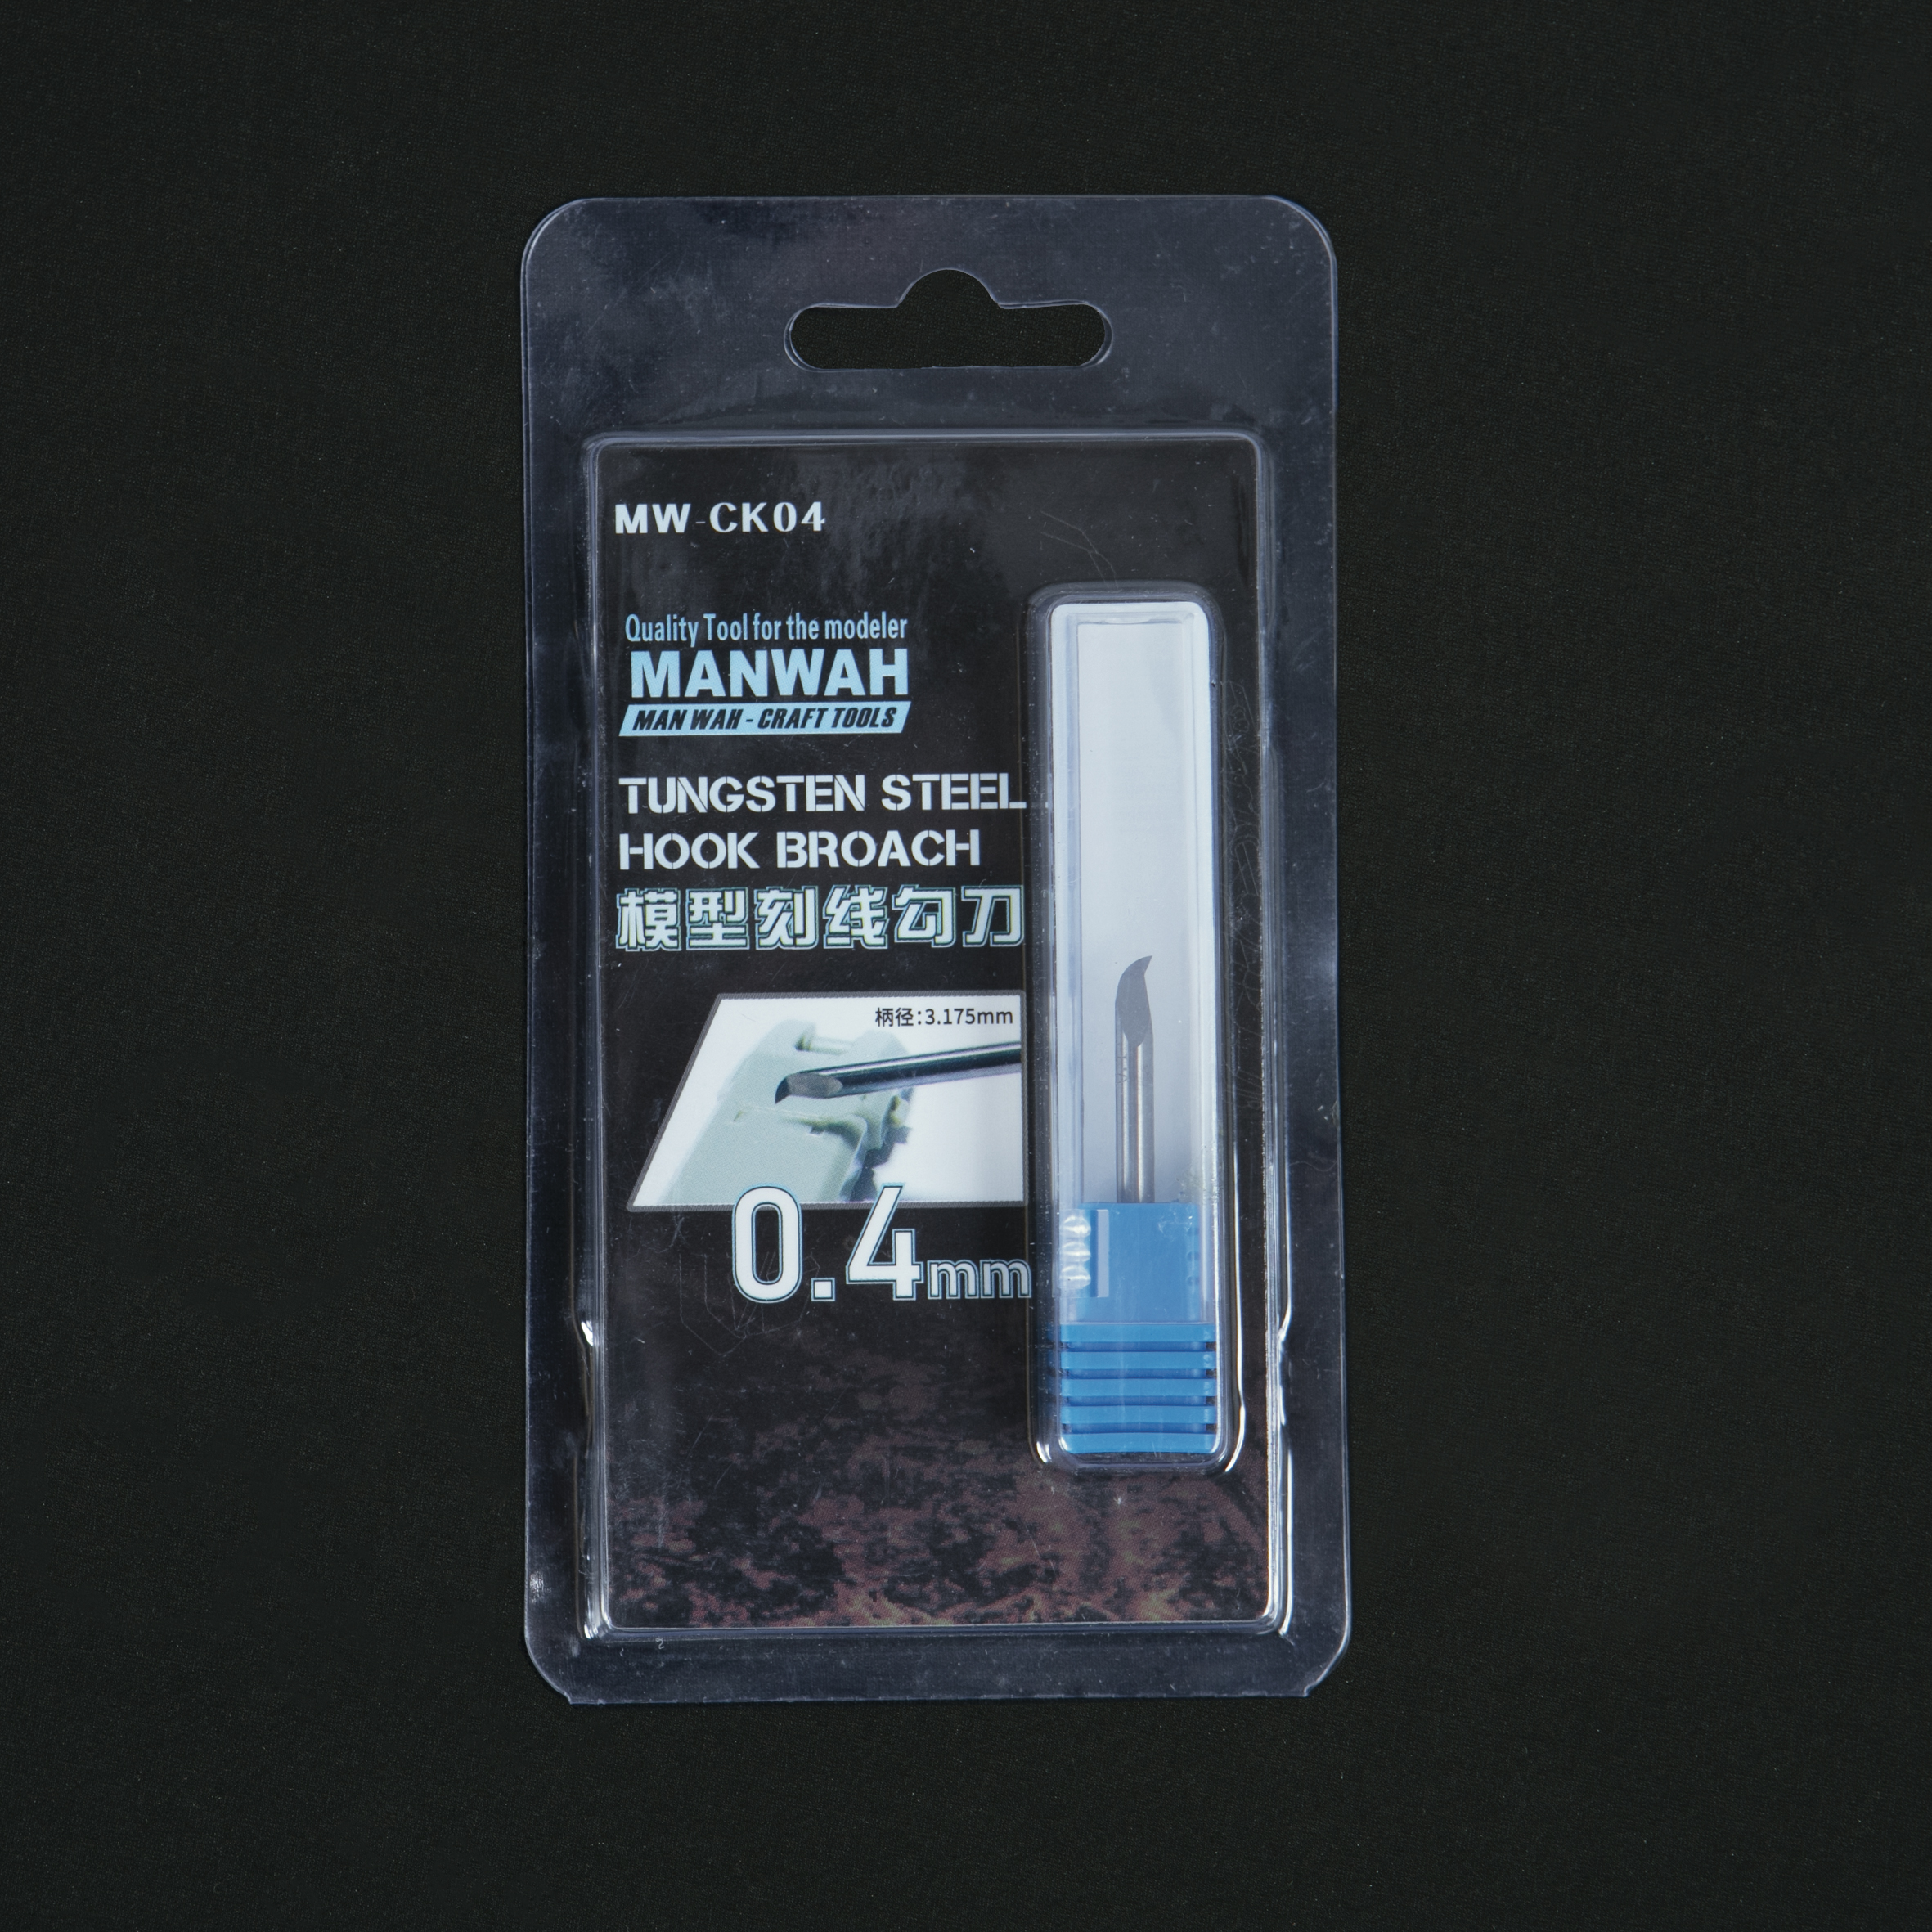 MW-CK04
Quality Tool for the modeler
MANWAH
MAN WAH - CRAFT TOOLS
TUNGSTEN STEEL
HOOK BROACH
模型刻线勾刀
柄径:3.175mm
0.4mm